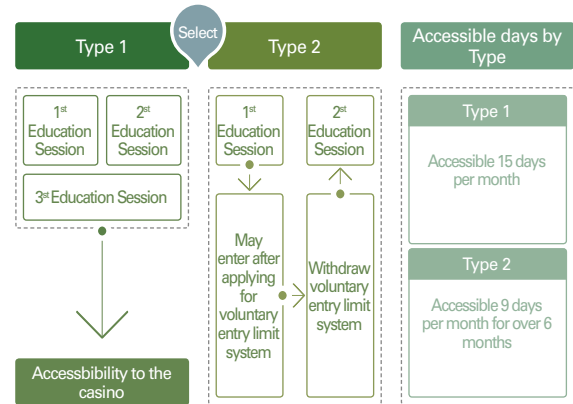 Type 1
Select
Type 2
Accessible days by
Type
1st
Education
Session
2st
Education
Session
3st Education Session
Accessbibility to the
casino
1st
Education
Session
May
enter after
applying
for
voluntary
entry limit
system
Withdraw
voluntary
entry limit
system
2st
Education
Session
Type 1
Accessible 15 days
per month
Type 2
Accessible 9 days
per month for over 6
months